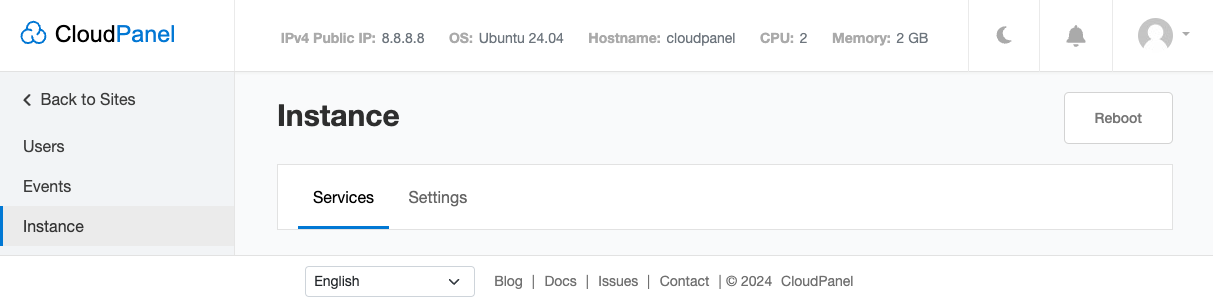 CloudPanel
IPv4 Public IP: 8.8.8.8 OS: Ubuntu 24.04 Hostname: cloudpanel CPU: 2 Memory: 2 GB
Back to Sites
Users
Events
Instance
Instance
Reboot
Services Settings
English
Blog | Docs | Issues | Contact | © 2024 CloudPanel